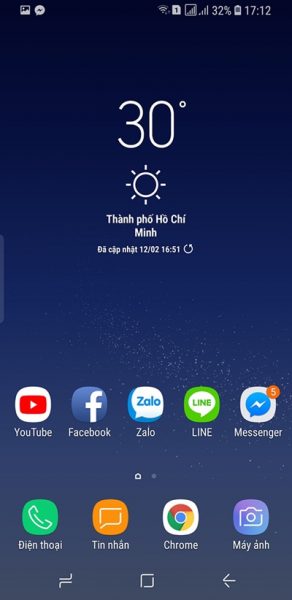 1 32% 17:12
30°
Thành phố Hồ Chí
Minh
Đã cập nhật 12/02 16:51
Zalo LINE 5
YouTube Facebook Zalo LINE Messenger
Điện thoại Tin nhắn Chrome Máy ảnh